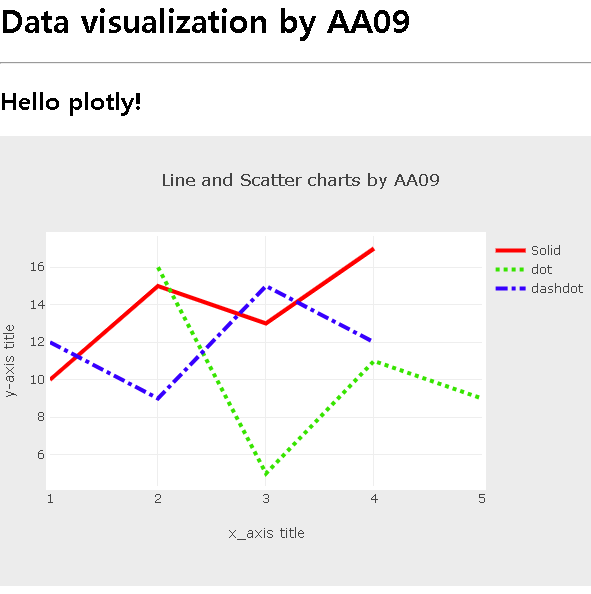 Data visualization by AA09
Hello plotly!
Line and Scatter charts by AA09
Solid
dot
dashdot
y-axis title
16
14
12
10
8
6
1 2 3 4 5
x_axis title